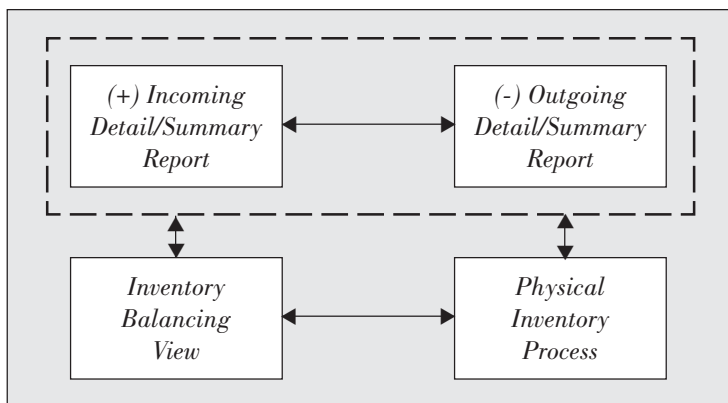 (+) Incoming
Detail/Summary
Report
(-) Outgoing
Detail/Summary
Report
Inventory
Balancing
View
Physical
Inventory
Process